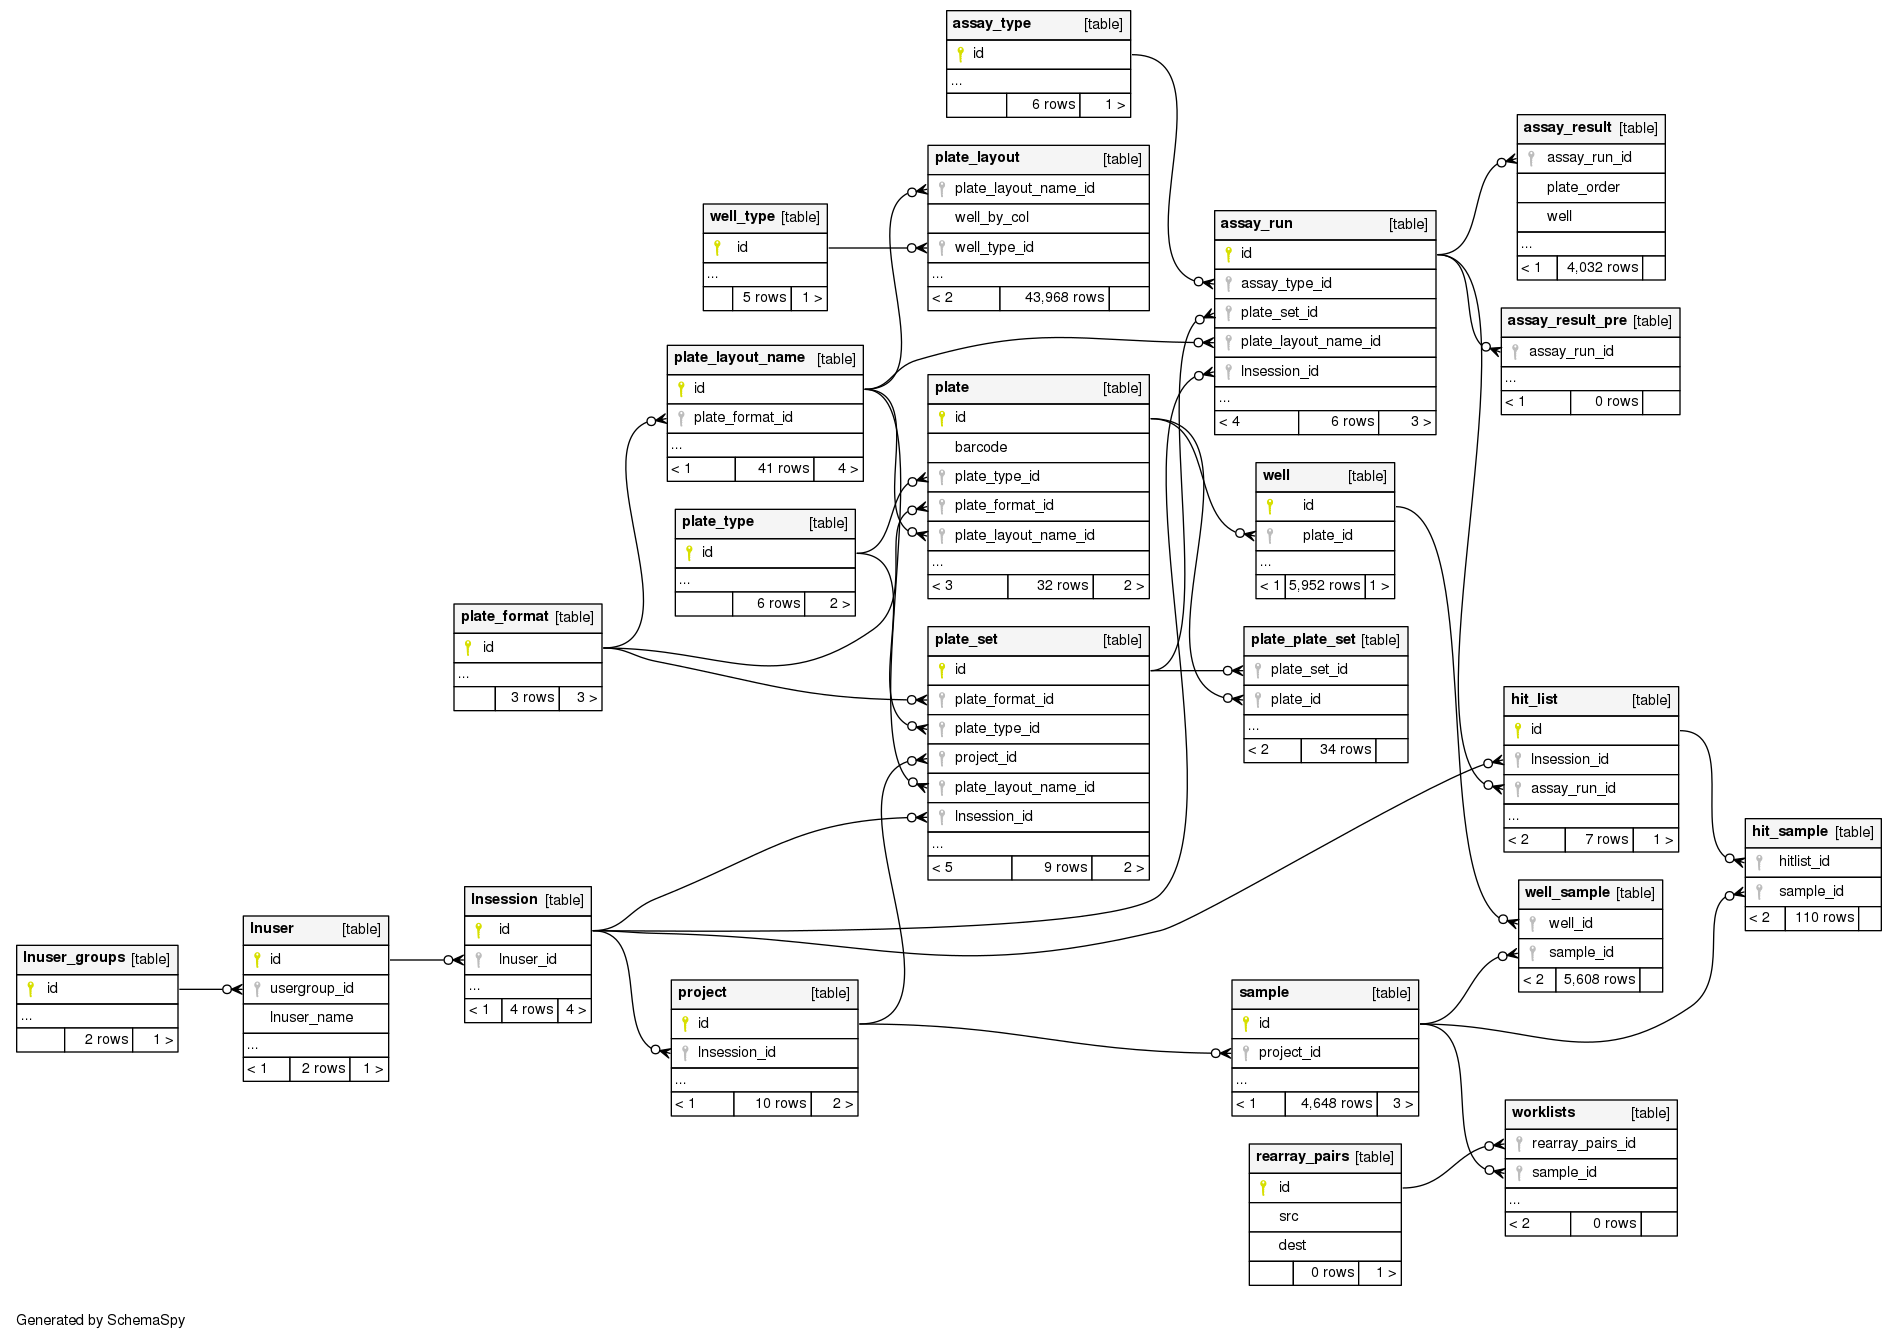 assay_type [table]
id
...
6 rows 1 >
plate_layout [table]
plate_layout_name_id
well_by_col
well_type_id
...
< 2 43,968 rows
well_type [table]
id
...
5 rows 1 >
assay_result [table]
assay_run_id
plate_order
well
...
< 1 4,032 rows
assay_run [table]
id
assay_type_id
plate_set_id
plate_layout_name_id
lnsession_id
...
< 4 6 rows 3 >
assay_result_pre [table]
assay_run_id
...
< 1 0 rows
plate_layout_name [table]
id
plate_format_id
...
< 1 41 rows 4 >
plate [table]
id
barcode
plate_type_id
plate_format_id
plate_layout_name_id
...
< 3 32 rows 2 >
well [table]
id
plate_id
...
< 1 5,952 rows 1 >
plate_type [table]
id
...
6 rows 2 >
plate_format [table]
id
...
3 rows 3 >
plate_set [table]
id
plate_format_id
plate_type_id
project_id
plate_layout_name_id
lnsession_id
...
< 5 9 rows 2 >
plate_plate_set [table]
plate_set_id
plate_id
...
< 2 34 rows
hit_list [table]
id
lnsession_id
assay_run_id
...
< 2 7 rows 1 >
hit_sample [table]
hitlist_id
sample_id
< 2 110 rows
well_sample [table]
well_id
sample_id
< 2 5,608 rows
lnsession [table]
id
lnuser_id
...
< 1 4 rows 4 >
lnuser [table]
id
usergroup_id
lnuser_name
...
< 1 2 rows 1 >
lnuser_groups [table]
id
...
2 rows 1 >
project [table]
id
lnsession_id
...
< 1 10 rows 2 >
sample [table]
id
project_id
...
< 1 4,648 rows 3 >
worklists [table]
rearray_pairs_id
sample_id
...
< 2 0 rows
rearray_pairs [table]
id
src
dest
0 rows 1 >
Generated by SchemaSpy